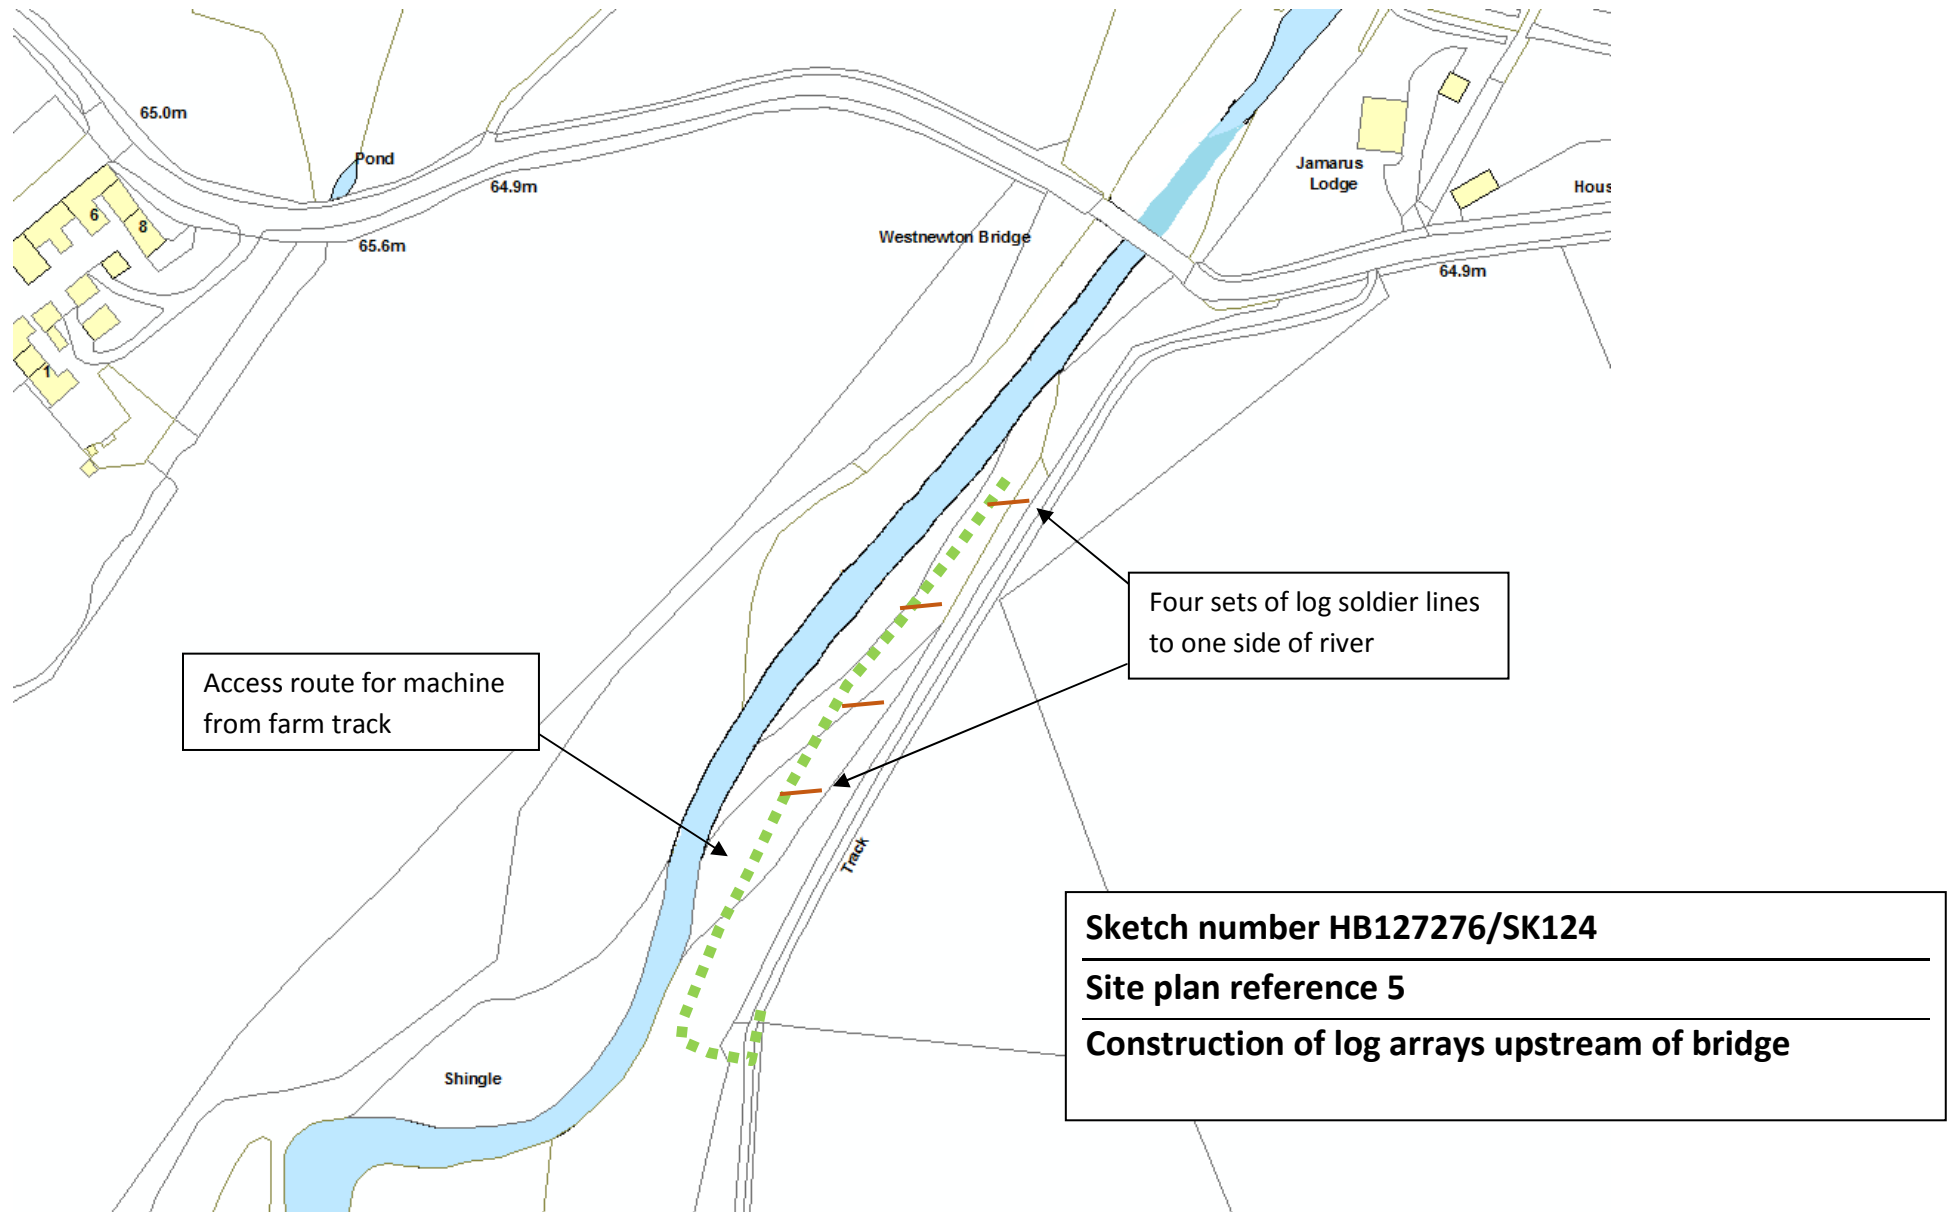 65.0m
Pond
64.9m
6
8
65.6m
Westnewton Bridge
Jamarus
Lodge
Hous
64.9m
1
Four sets of log soldier lines
to one side of river
Access route for machine
from farm track
Track
Sketch number HB127276/SK124
Site plan reference 5
Construction of log arrays upstream of bridge
Shingle